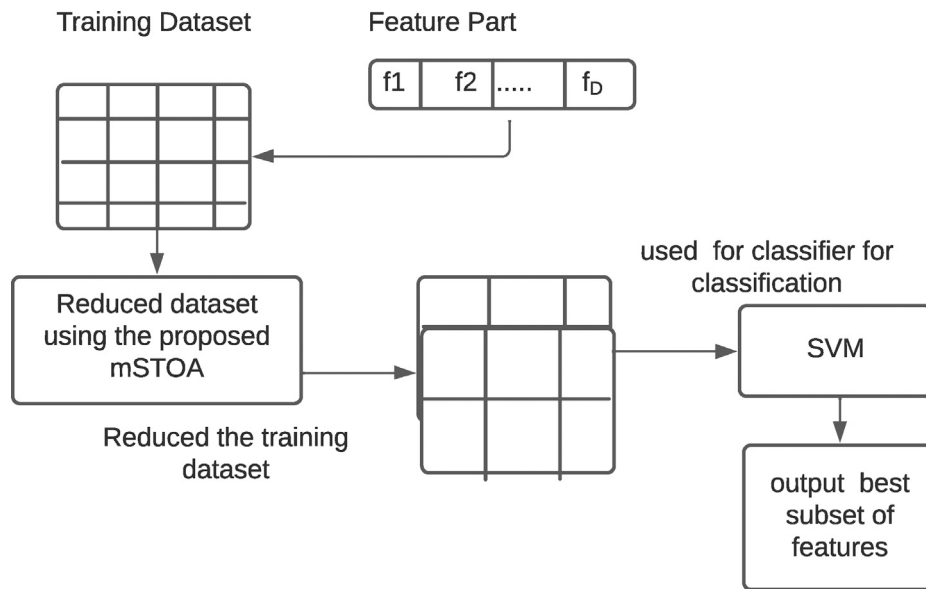 Training Dataset
Feature Part
f1 f2 ..... fD
used for classifier for
classification
Reduced dataset
using the proposed
mSTOA
SVM
Reduced the training
dataset
output best
subset of
features